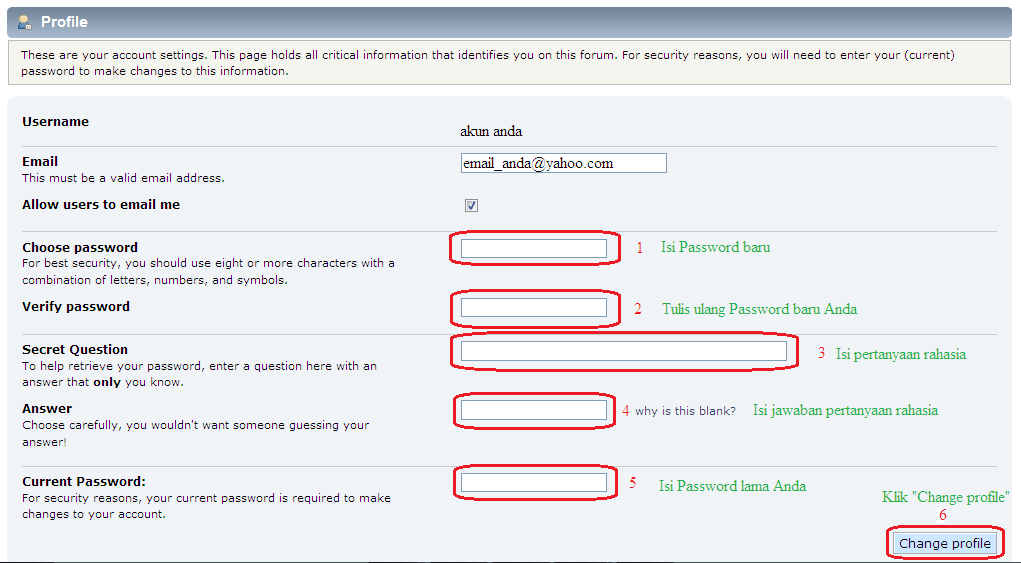 Profile
These are your account settings. This page holds all critical information that identifies you on this forum. For security reasons, you will need to enter your (current)
password to make changes to this information.
Username
akun anda
Email
email_anda@yahoo.com
This must be a valid email address.
Allow users to email me
Choose password
1 Isi Password baru
For best security, you should use eight or more characters with a
combination of letters, numbers, and symbols.
Verify password
2 Tulis ulang Password baru Anda
Secret Question
3 Isi pertanyaan rahasia
To help retrieve your password, enter a question here with an
answer that only you know.
Answer
4 why is this blank? Isi jawaban pertanyaan rahasia
Choose carefully, you wouldn't want someone guessing your
answer!
Current Password:
5 Isi Password lama Anda
For security reasons, your current password is required to make
changes to your account.
Klik "Change profile"
6
Change profile